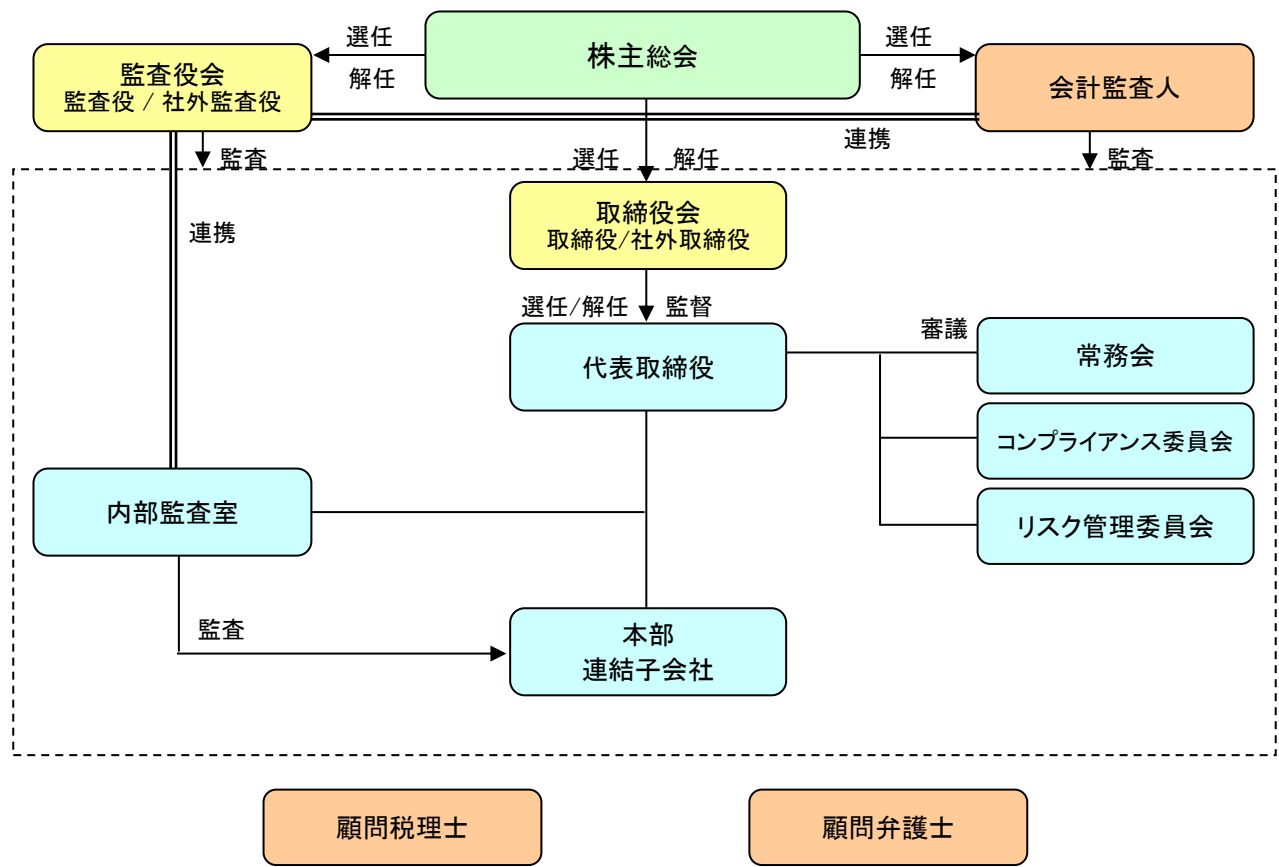 株主総会
選任
解任
選任
解任
監査役会
監査役 / 社外監査役
会計監査人
連携
監査
選任
解任
監査
取締役会
取締役/社外取締役
連携
選任/解任
監督
代表取締役
審議
常務会
コンプライアンス委員会
リスク管理委員会
内部監査室
監査
本部
連結子会社
顧問税理士
顧問弁護士